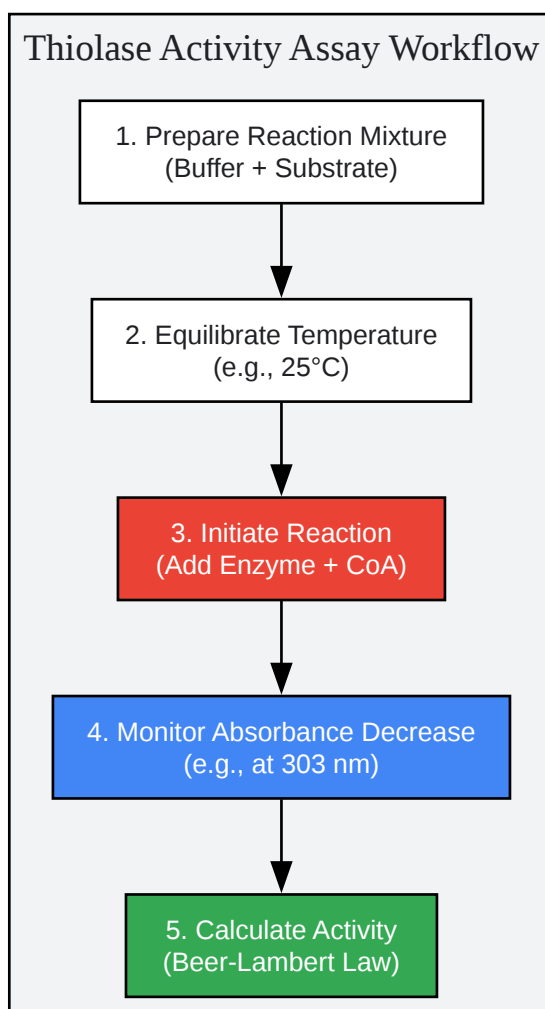 Thiolase Activity Assay Workflow
1. Prepare Reaction Mixture
(Buffer + Substrate)
2. Equilibrate Temperature
(e.g., 25°C)
3. Initiate Reaction
(Add Enzyme + CoA)
4. Monitor Absorbance Decrease
(e.g., at 303 nm)
5. Calculate Activity
(Beer-Lambert Law)